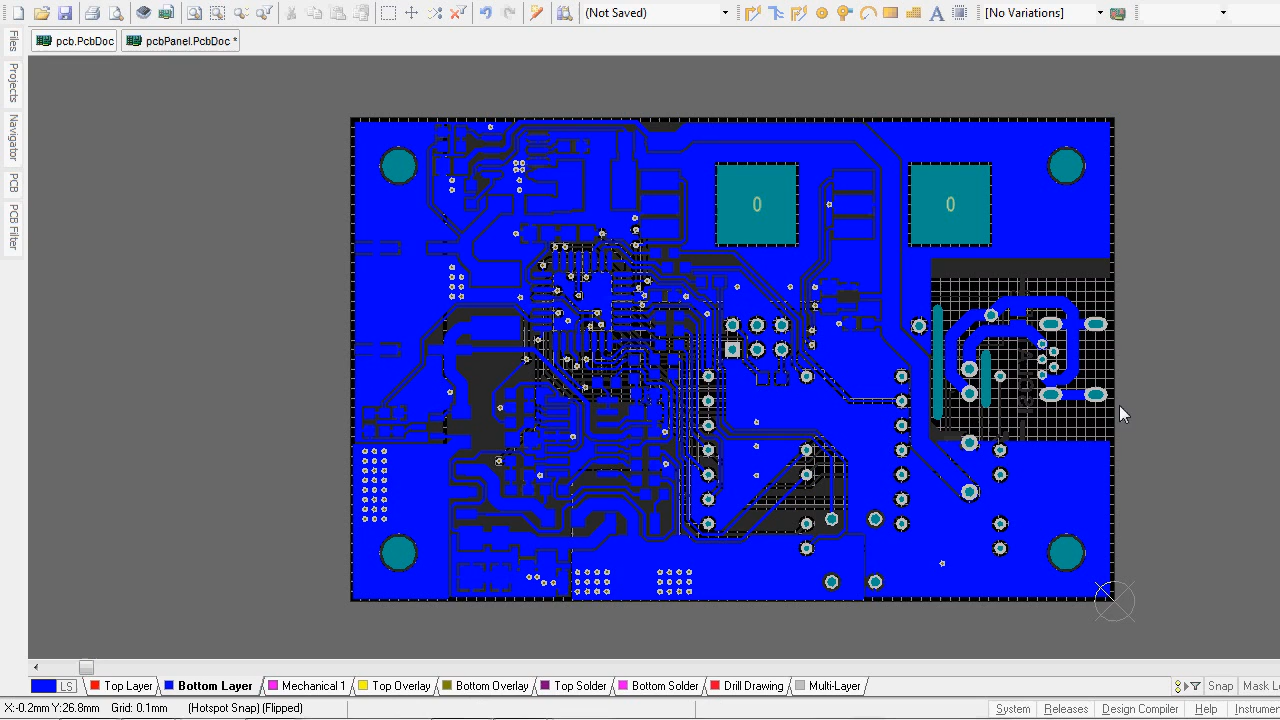 (Not Saved)
[No Variations]
pcb.PcbDoc
pcbPanel.PcbDoc *
Files
Projects
Navigator
PCB
PCB Filter
0
0
LS
Top Layer
Bottom Layer
Mechanical 1
Top Overlay
Bottom Overlay
Top Solder
Bottom Solder
Drill Drawing
Multi-Layer
Snap
Mask L
X:-0.2mm Y:26.8mm
Grid: 0.1mm
(Hotspot Snap) (Flipped)
System
Releases
Design Compiler
Help
Instrumen